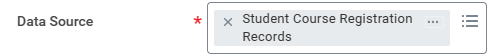 Data Source * × Student Course Registration ...
Records